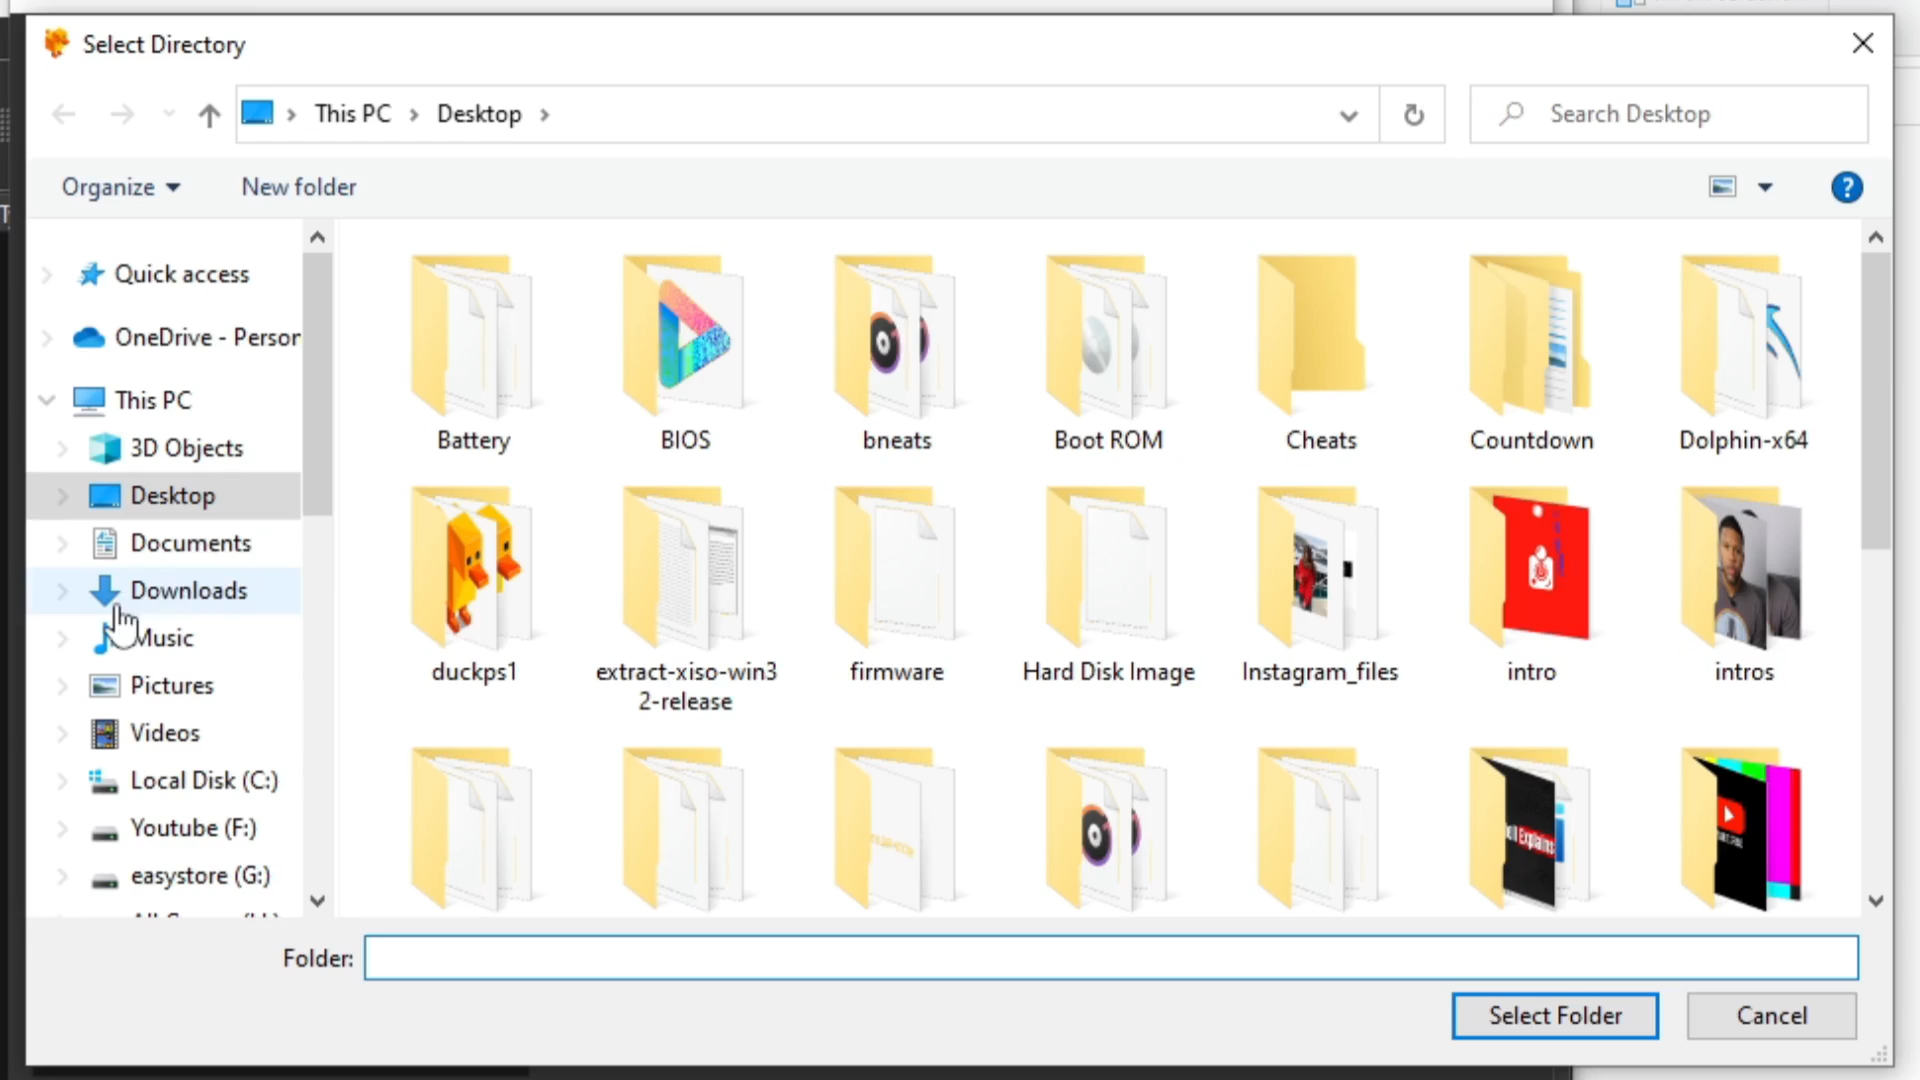 Select Directory
This PC
Desktop
Search Desktop
Organize
New folder
Quick access
OneDrive - Person
This PC
3D Objects
Desktop
Documents
Downloads
Music
Pictures
Videos
Local Disk (C:)
Youtube (F:)
easystore (G:)
Battery
BIOS
bneats
Boot ROM
Cheats
Countdown
Dolphin-x64
duckps1
extract-xiso-win3
2-release
firmware
Hard Disk Image
Instagram_files
intro
intros
Explains
Folder:
Select Folder
Cancel